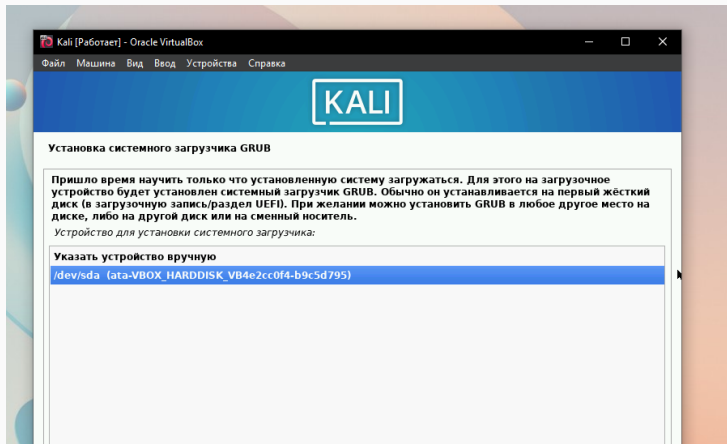 Kali [Работает] - Oracle VirtualBox
Файл Машина Вид Ввод Устройства Справка
KALI
Установка системного загрузчика GRUB
Пришло время научить только что установленную систему загружаться. Для этого на загрузочное
устройство будет установлен системный загрузчик GRUB. Обычно он устанавливается на первый жёсткий
диск (в загрузочную запись/раздел UEFI). При желании можно установить GRUB в любое другое место на
диске, либо на другой диск или на сменный носитель.
Устройство для установки системного загрузчика:
Указать устройство вручную
/dev/sda (ata-VBOX_HARDDISK_VB4e2cc0f4-b9c5d795)